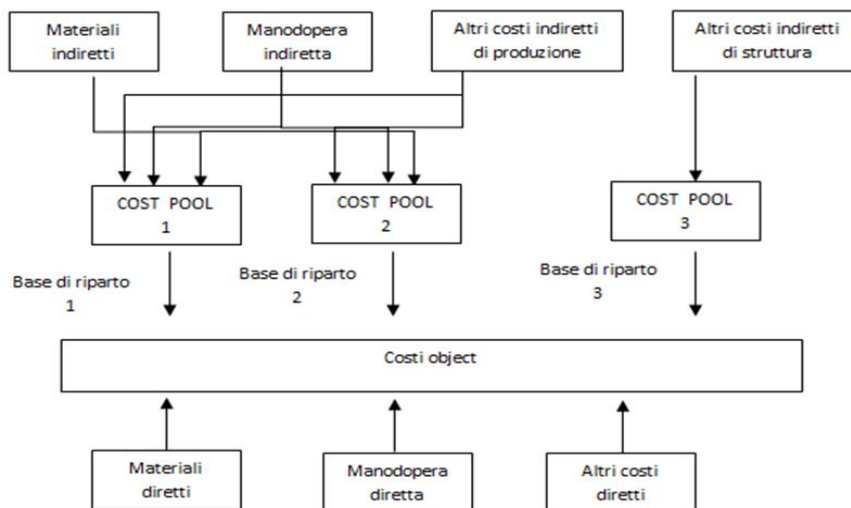 Materiali
indiretti
Manodopera
indiretta
Altri costi indiretti
di produzione
Altri costi indiretti
di struttura
COST POOL
1
COST POOL
2
COST POOL
3
Base di riparto
1
Base di riparto
2
Base di riparto
3
Costi object
Materiali
diretti
Manodopera
diretta
Altri costi
diretti